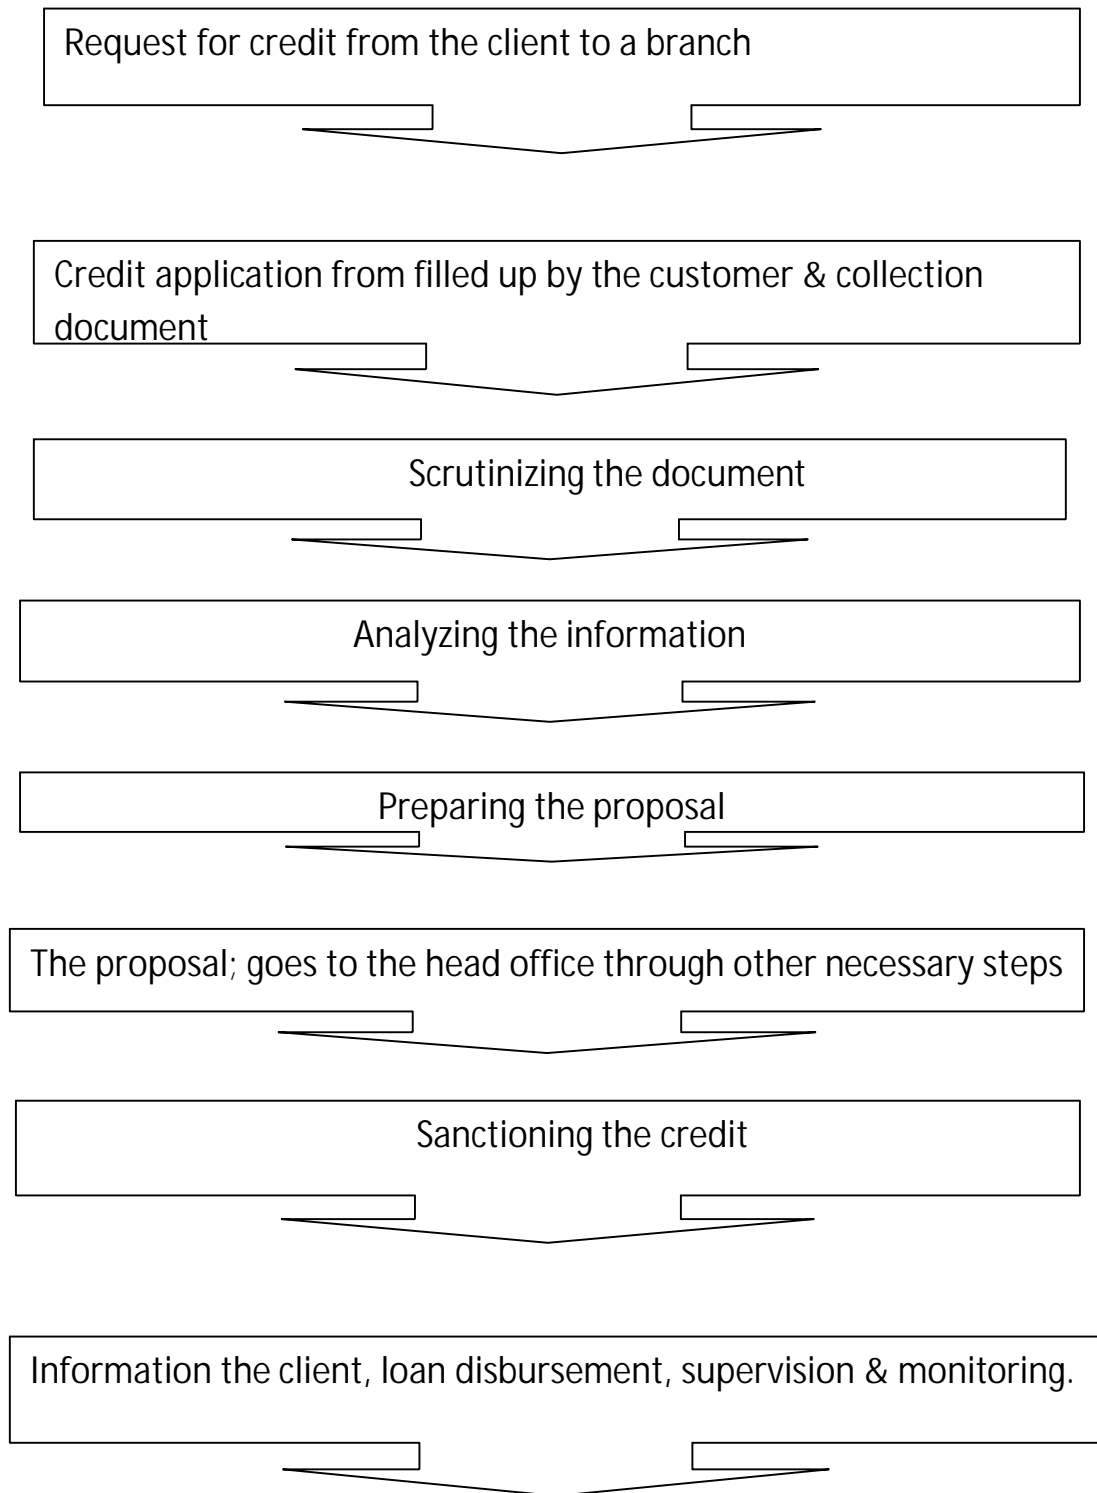 Request for credit from the client to a branch
Credit application from filled up by the customer & collection
document
Scrutinizing the document
Analyzing the information
Preparing the proposal
The proposal; goes to the head office through other necessary steps
Sanctioning the credit
Information the client, loan disbursement, supervision & monitoring.